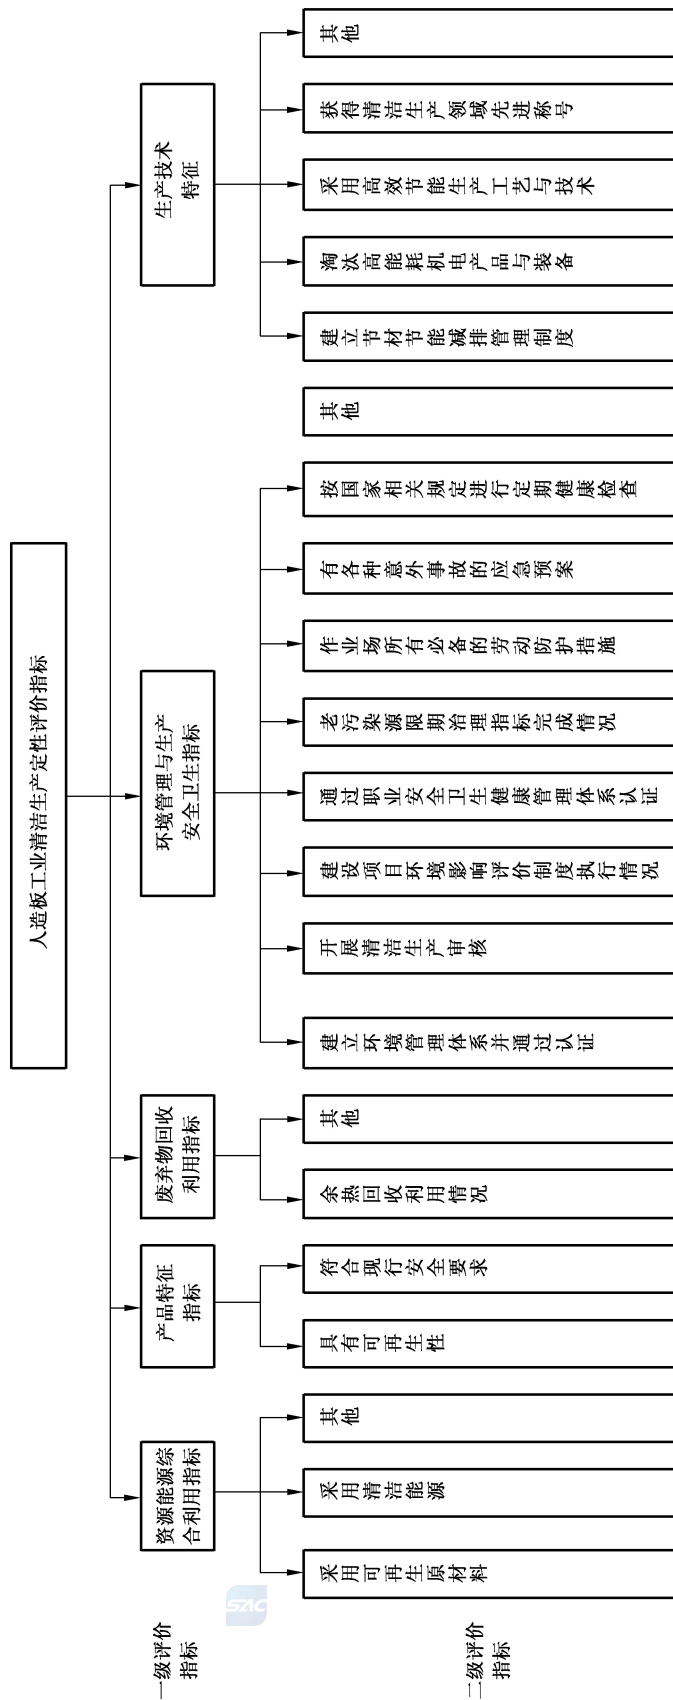 人造板工业清洁生产定性评价指标
一级评价
指标
资源能源综
合利用指标
产品特征
指标
废弃物回收
利用指标
环境管理与生产
安全卫生指标
生产技术
特征
二级评价
指标
采用可再生原材料
采用清洁能源
其他
具有可再生性
符合现行安全要求
余热回收利用情况
其他
建立环境管理体系并通过认证
开展清洁生产审核
建设项目环境影响评价制度执行情况
通过职业安全卫生健康管理体系认证
老污染源限期治理指标完成情况
作业场所有必备的劳动防护措施
有各种意外事故的应急预案
按国家相关规定进行定期健康检查
其他
建立节材节能减排管理制度
淘汰高能耗机电产品与装备
采用高效节能生产工艺与技术
获得清洁生产领域先进称号
其他
SAC